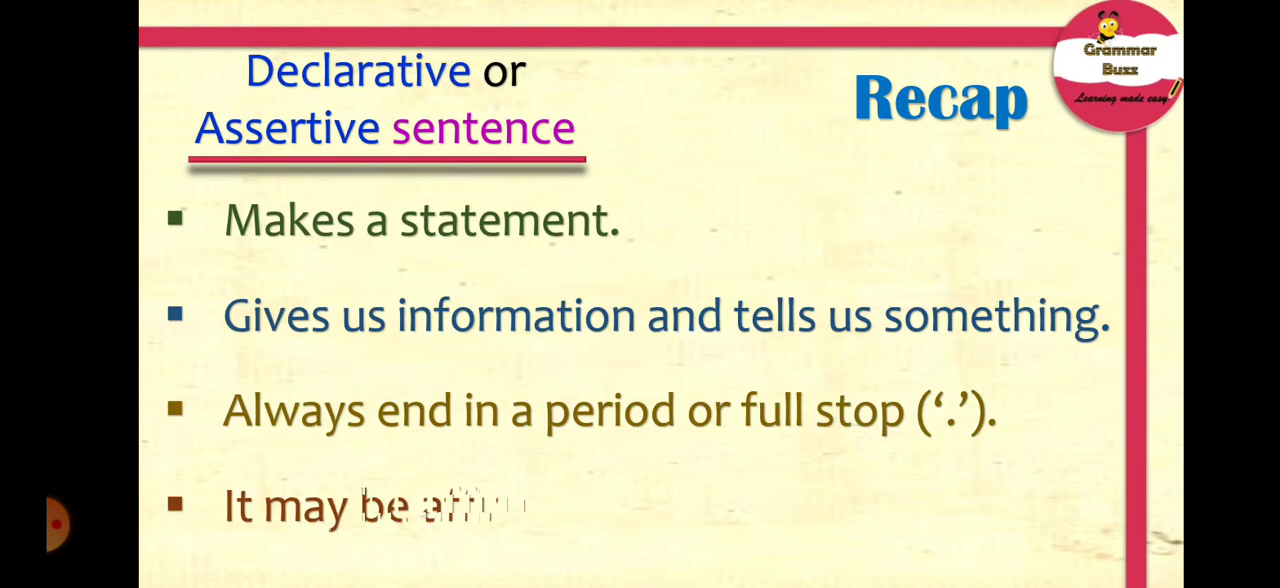 Declarative or
Assertive sentence
Recap
Grammar
Buzz
Learning made easy
Makes a statement.
Gives us information and tells us something.
Always end in a period or full stop (‘.’).
It may be